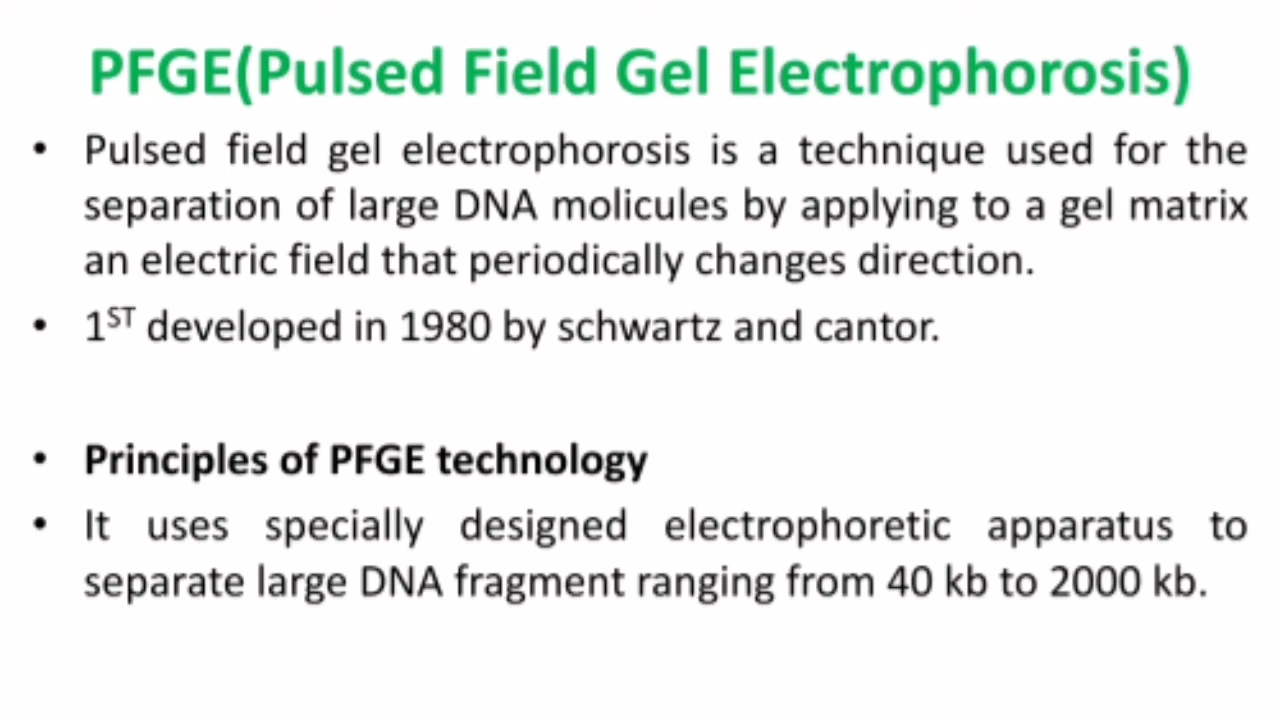 PFGE(Pulsed Field Gel Electrophorosis)
• Pulsed field gel electrophorosis is a technique used for the
separation of large DNA molicules by applying to a gel matrix
an electric field that periodically changes direction.
• 1ST developed in 1980 by schwartz and cantor.
• Principles of PFGE technology
• It uses specially designed electrophoretic apparatus to
separate large DNA fragment ranging from 40 kb to 2000 kb.